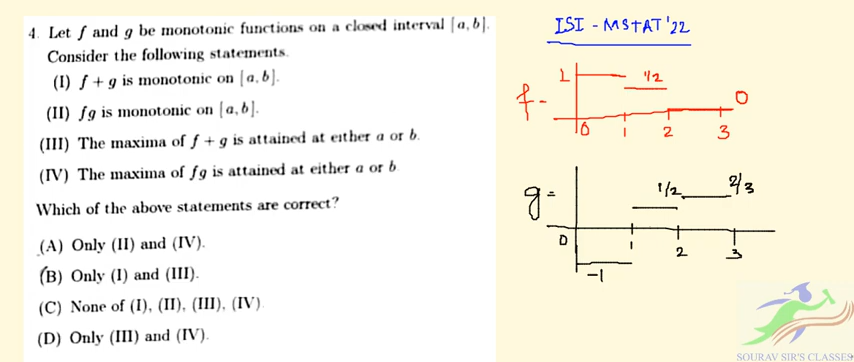 4. Let f and g be monotonic functions on a closed interval [a, b].
Consider the following statements.
(I) f + g is monotonic on [a, b].
(II) fg is monotonic on [a, b].
(III) The maxima of f + g is attained at either a or b.
(IV) The maxima of fg is attained at either a or b
Which of the above statements are correct?
(A) Only (II) and (IV).
(B) Only (I) and (III).
(C) None of (I), (II), (III), (IV)
(D) Only (III) and (IV).
ISI - MSTAT '22
f -
1
1/2
0
0 1 2 3
g =
1/2 2/3
0 1 2 3
-1
SOURAV SIR'S CLASSES